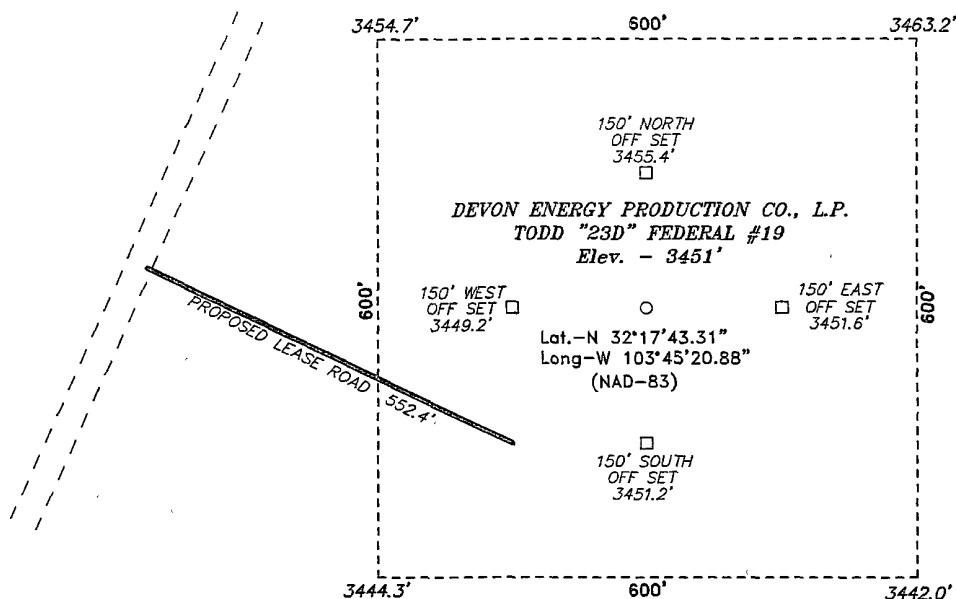 3454.7'
600'
3463.2'
150' NORTH
OFF SET
3455.4'
DEVON ENERGY PRODUCTION CO., L.P.
TODD "23D" FEDERAL #19
Elev. - 3451'
600'
150' WEST
OFF SET
3449.2'
150' EAST
OFF SET
3451.6'
600'
Lat.-N 32°17'43.31"
Long-W 103°45'20.88"
(NAD-83)
PROPOSED LEASE ROAD 552.4'
150' SOUTH
OFF SET
3451.2'
3444.3'
600'
3442.0'